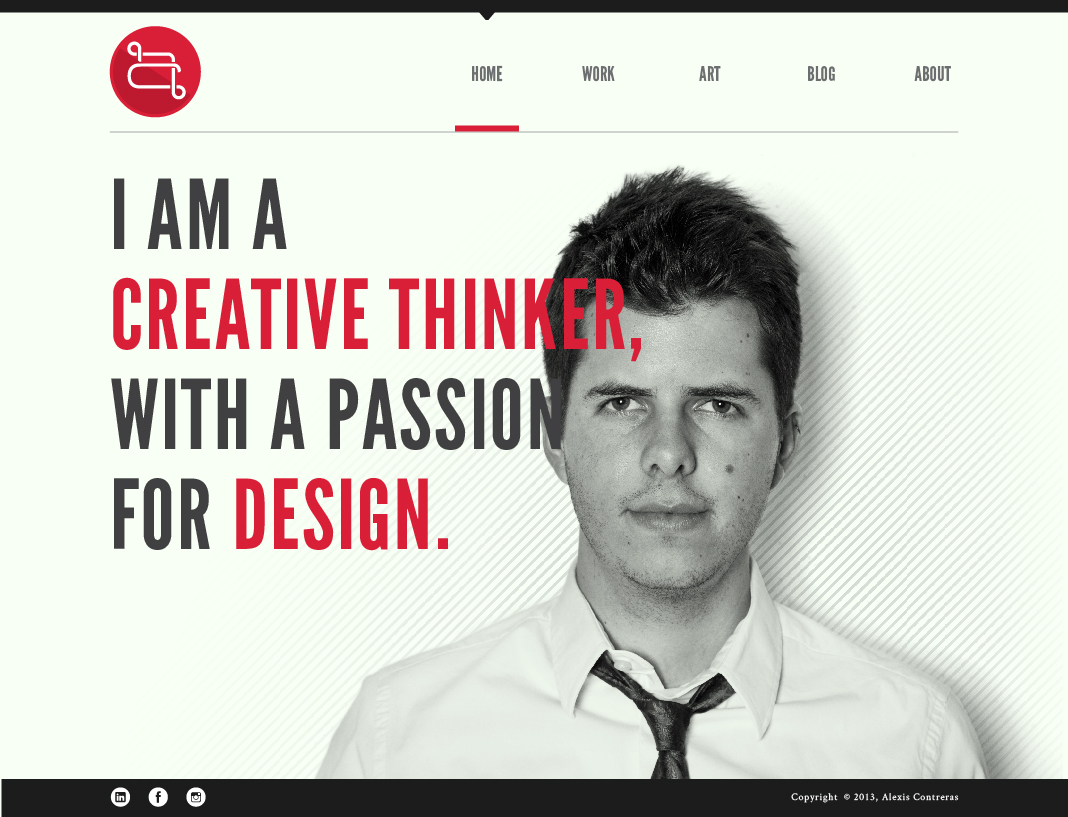 HOME WORK ART BLOG ABOUT
I AM A
CREATIVE THINKER,
WITH A PASSION
FOR DESIGN.
Copyright © 2013, Alexis Contreras